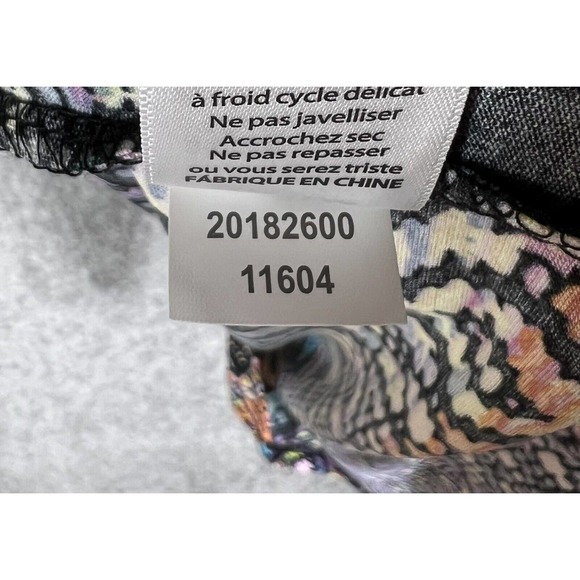 à froid cycle délicat
Ne pas javelliser
Accrochez sec
Ne pas repasser
ou vous serez triste
FABRIQUE EN CHINE
20182600
11604